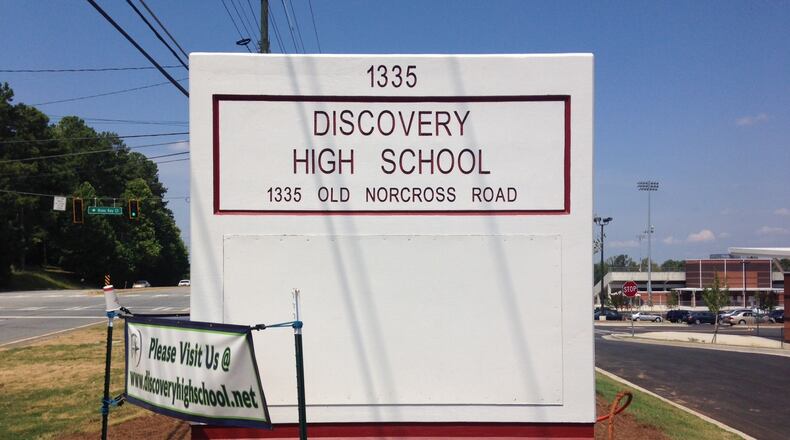 1335
DISCOVERY
HIGH SCHOOL
1335 OLD NORCROSS ROAD
Please Visit Us @
www.discoveryhighschool.net
STOP